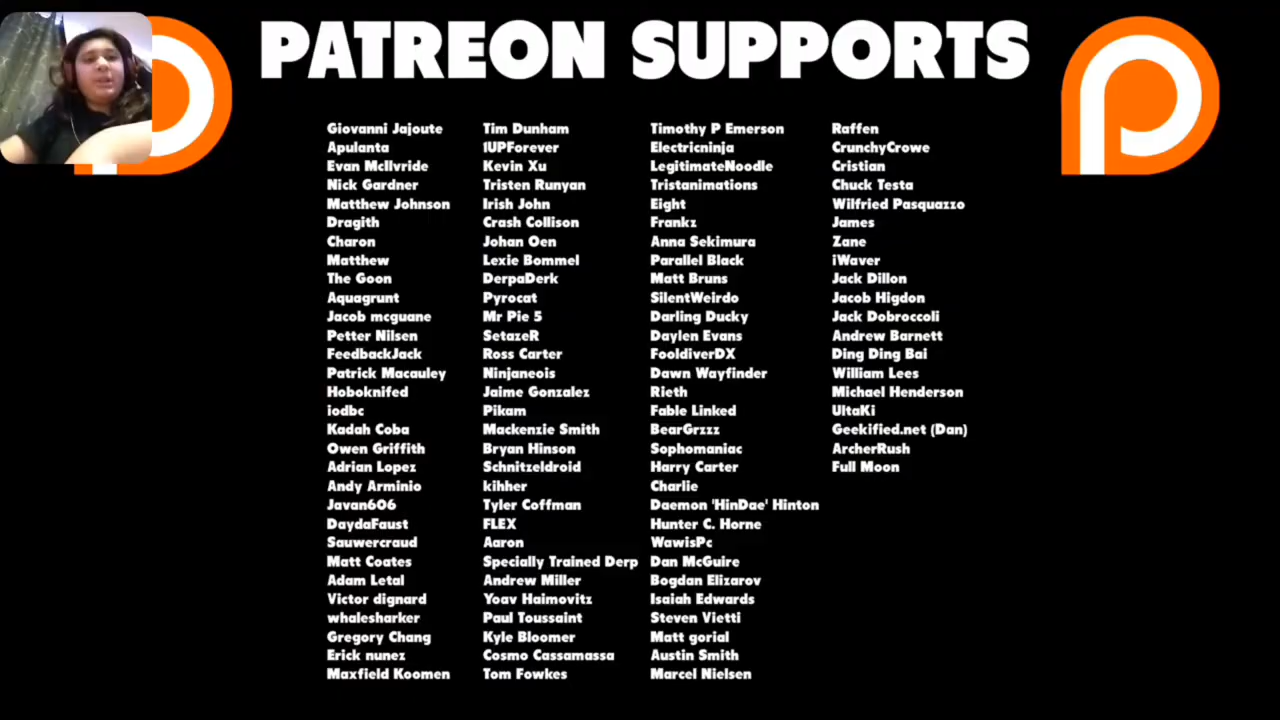 PATREON SUPPORTS
Giovanni Jajoute
Apulanta
Evan McIlvride
Nick Gardner
Matthew Johnson
Dragith
Charon
Matthew
The Goon
Aquagrunt
Jacob mcguane
Petter Nilsen
FeedbackJack
Patrick Macauley
Hoboknifed
iodbc
Kadah Coba
Owen Griffith
Adrian Lopez
Andy Arminio
Javan606
DaydaFaust
Sauwercraud
Matt Coates
Adam Letal
Victor dignard
whalesharker
Gregory Chang
Erick nunez
Maxfield Koomen
Tim Dunham
1UPForever
Kevin Xu
Tristen Runyan
Irish John
Crash Collison
Johan Oen
Lexie Bommel
DerpaDerk
Pyrocat
Mr Pie 5
SetazeR
Ross Carter
Ninjaneois
Jaime Gonzalez
Pikam
Mackenzie Smith
Bryan Hinson
Schnitzeldroid
kihher
Tyler Coffman
FLEX
Aaron
Specially Trained Derp
Andrew Miller
Yoav Haimovitz
Paul Toussaint
Kyle Bloomer
Cosmo Cassamassa
Tom Fowkes
Timothy P Emerson
Electricninja
LegitimateNoodle
Tristanimations
Eight
Frankz
Anna Sekimura
Parallel Black
Matt Bruns
SilentWeirdo
Darling Ducky
Daylen Evans
FooldiverDX
Dawn Wayfinder
Rieth
Fable Linked
BearGrzzz
Sophomaniac
Harry Carter
Charlie
Daemon 'HinDae' Hinton
Hunter C. Horne
WawisPc
Dan McGuire
Bogdan Elizarov
Isaiah Edwards
Steven Vietti
Matt gorial
Austin Smith
Marcel Nielsen
Raffen
CrunchyCrowe
Cristian
Chuck Testa
Wilfried Pasquazzo
James
Zane
iWaver
Jack Dillon
Jacob Higdon
Jack Dobroccoli
Andrew Barnett
Ding Ding Bai
William Lees
Michael Henderson
UltaKi
Geekified.net (Dan)
ArcherRush
Full Moon